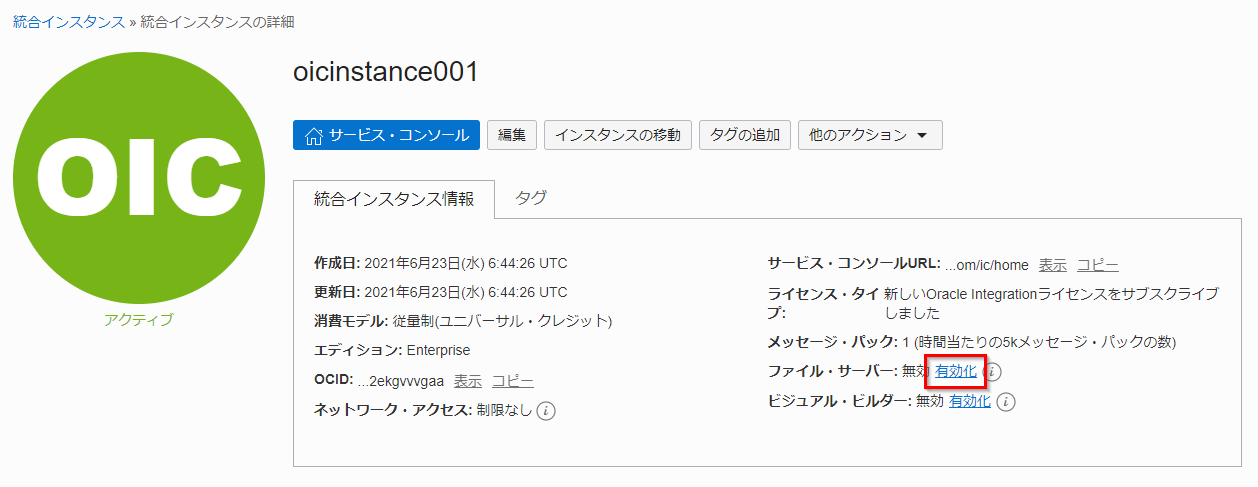 統合インスタンス » 統合インスタンスの詳細
OIC
アクティブ
oicinstance001
サービス・コンソール 編集 インスタンスの移動 タグの追加 他のアクション
統合インスタンス情報 タグ
作成日: 2021年6月23日(水) 6:44:26 UTC
更新日: 2021年6月23日(水) 6:44:26 UTC
消費モデル: 従量制(ユニバーサル・クレジット)
エディション: Enterprise
OCID: ...2ekgvvvgaa 表示 コピー
ネットワーク・アクセス: 制限なし i
サービス・コンソールURL: ...om/ic/home 表示 コピー
ライセンス・タイ 新しいOracle Integrationライセンスをサブスクライブ
プ: しました
メッセージ・パック: 1 (時間当たりの5kメッセージ・パックの数)
ファイル・サーバー: 無効 有効化 i
ビジュアル・ビルダー: 無効 有効化 i